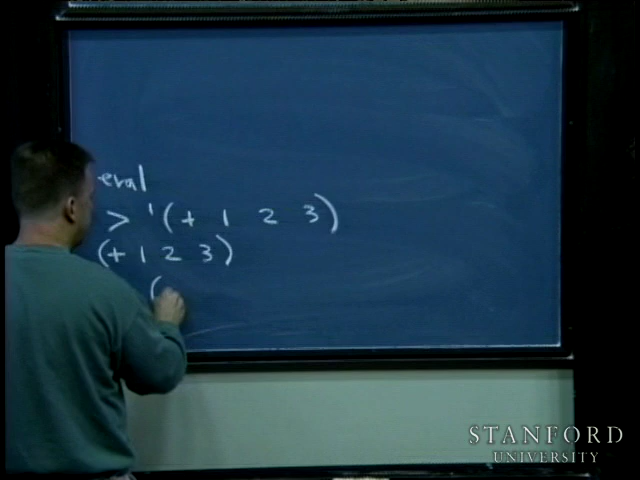 eval
> '(+ 1 2 3)
(+ 1 2 3)
(
STANFORD
UNIVERSITY